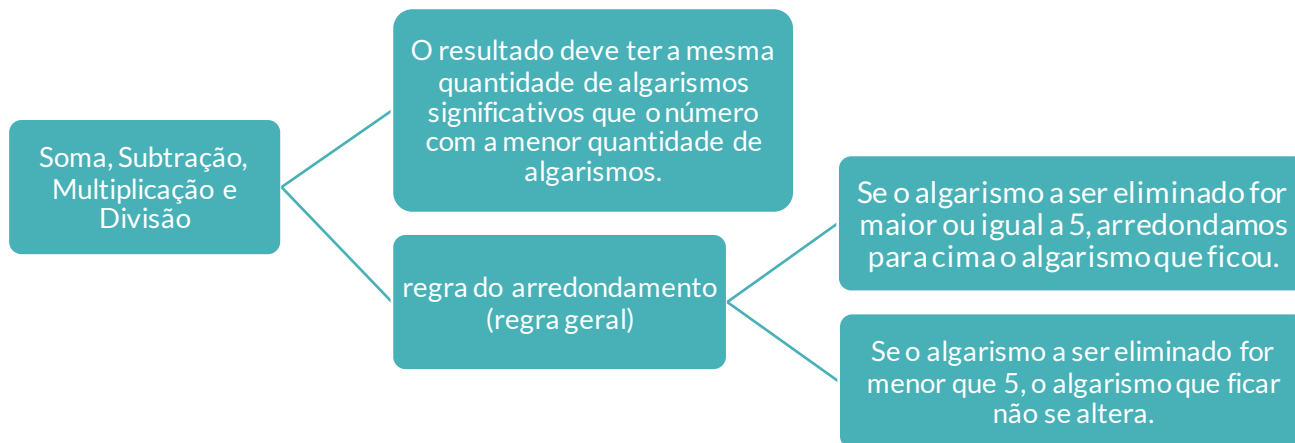 Soma, Subtração,
Multiplicação e
Divisão
O resultado deve ter a mesma
quantidade de algarismos
significativos que o número
com a menor quantidade de
algarismos.
regra do arredondamento
(regra geral)
Se o algarismo a ser eliminado for
maior ou igual a 5, arredondamos
para cima o algarismo que ficou.
Se o algarismo a ser eliminado for
menor que 5, o algarismo que ficar
não se altera.